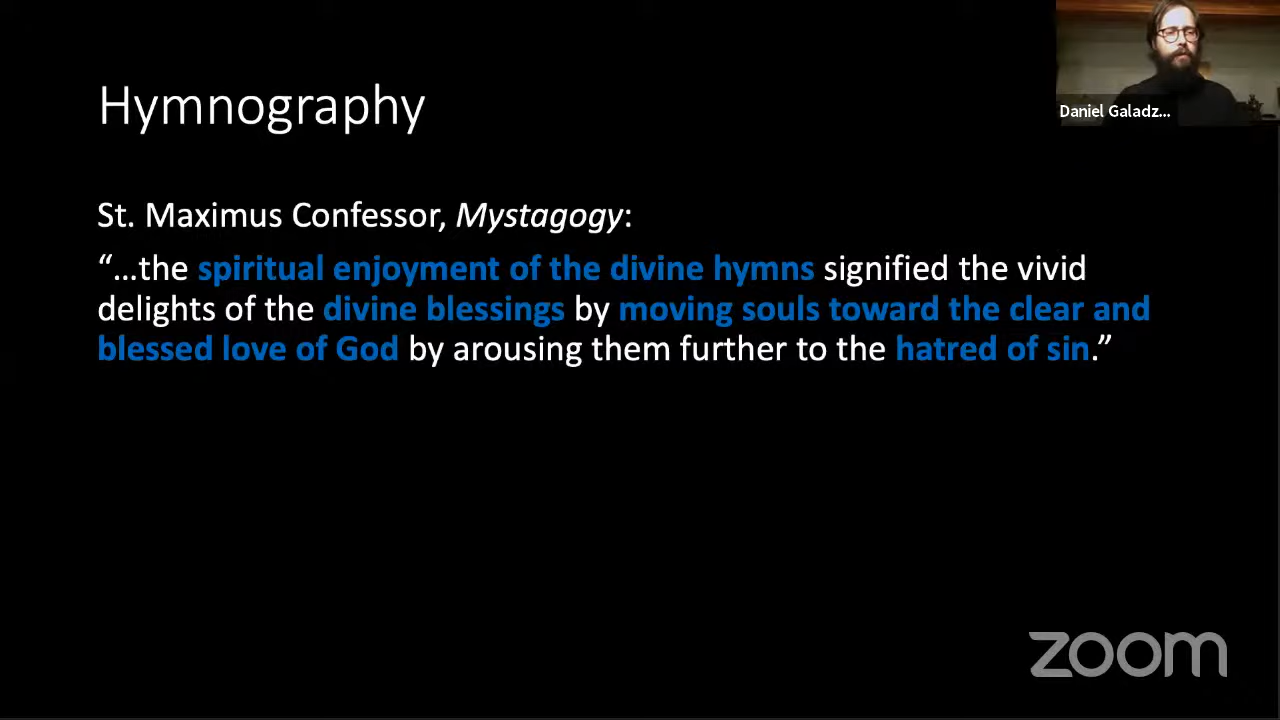 Hymnography
Daniel Galadz...
St. Maximus Confessor, Mystagogy:
“…the spiritual enjoyment of the divine hymns signified the vivid
delights of the divine blessings by moving souls toward the clear and
blessed love of God by arousing them further to the hatred of sin.”
zoom